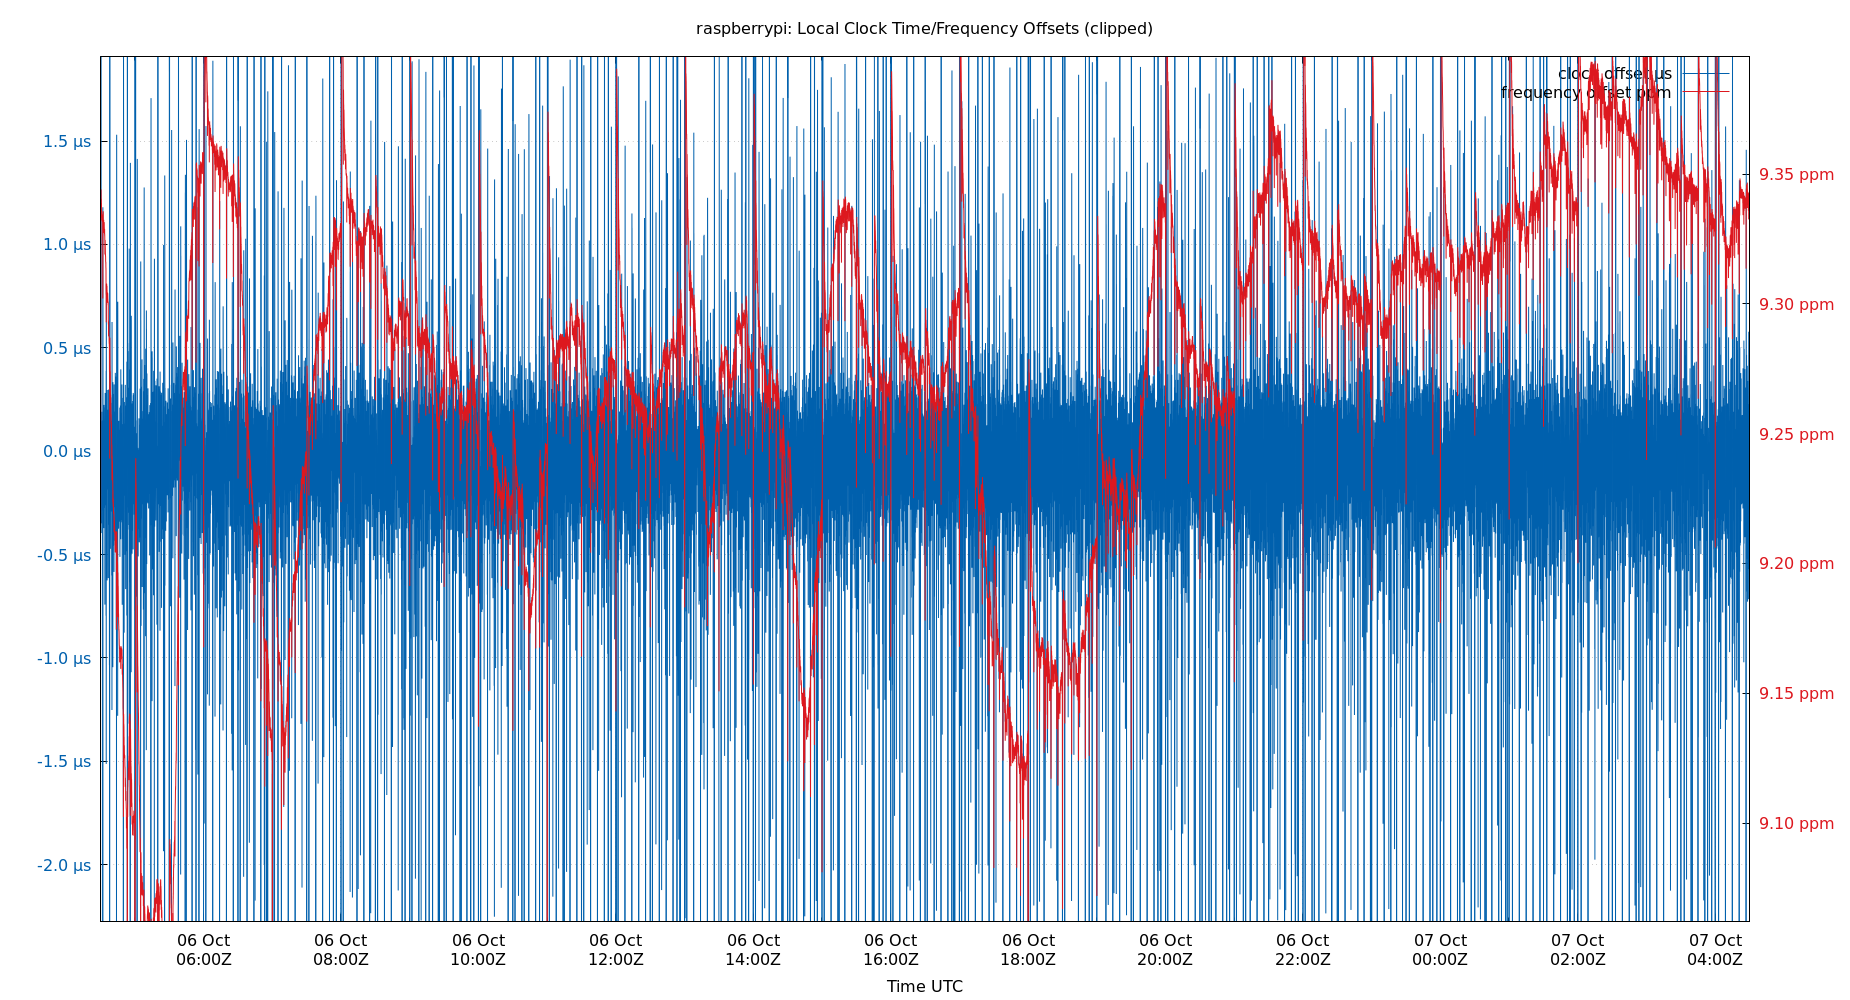 raspberrypi: Local Clock Time/Frequency Offsets (clipped)
clock offset µs
frequency offset ppm
1.5 µs
1.0 µs
0.5 µs
0.0 µs
-0.5 µs
-1.0 µs
-1.5 µs
-2.0 µs
9.35 ppm
9.30 ppm
9.25 ppm
9.20 ppm
9.15 ppm
9.10 ppm
06 Oct 06 Oct 06 Oct 06 Oct 06 Oct 06 Oct 06 Oct 06 Oct 06 Oct 07 Oct 07 Oct 07 Oct
06:00Z 08:00Z 10:00Z 12:00Z 14:00Z 16:00Z 18:00Z 20:00Z 22:00Z 00:00Z 02:00Z 04:00Z
Time UTC